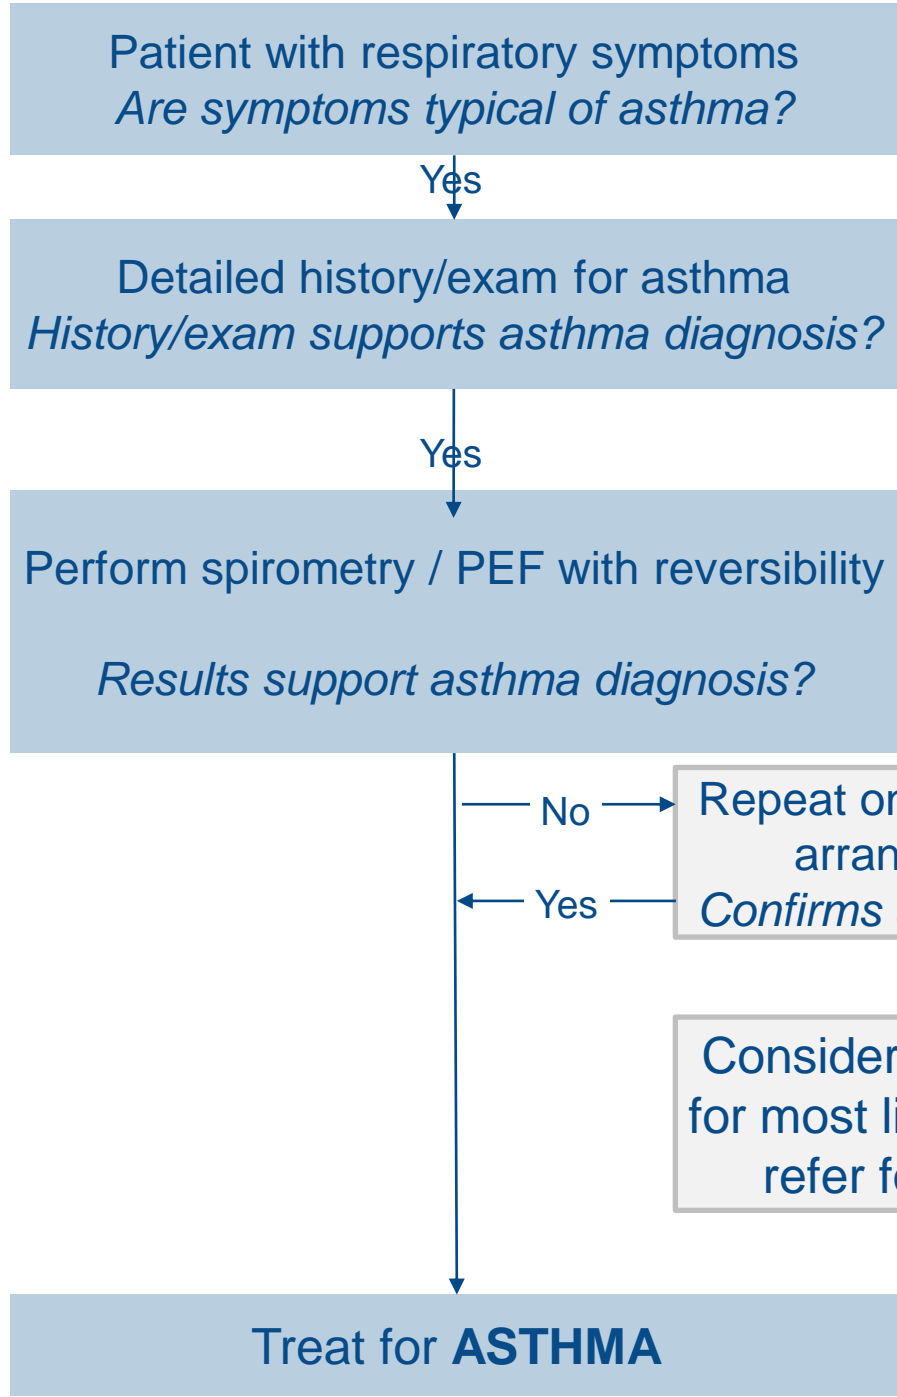 Patient with respiratory symptoms
Are symptoms typical of asthma?
Yes
Detailed history/exam for asthma
History/exam supports asthma diagnosis?
Yes
Perform spirometry / PEF with reversibility
Results support asthma diagnosis?
No
Repeat or
arran
Yes
Confirms
Consider
for most li
refer f
Treat for ASTHMA